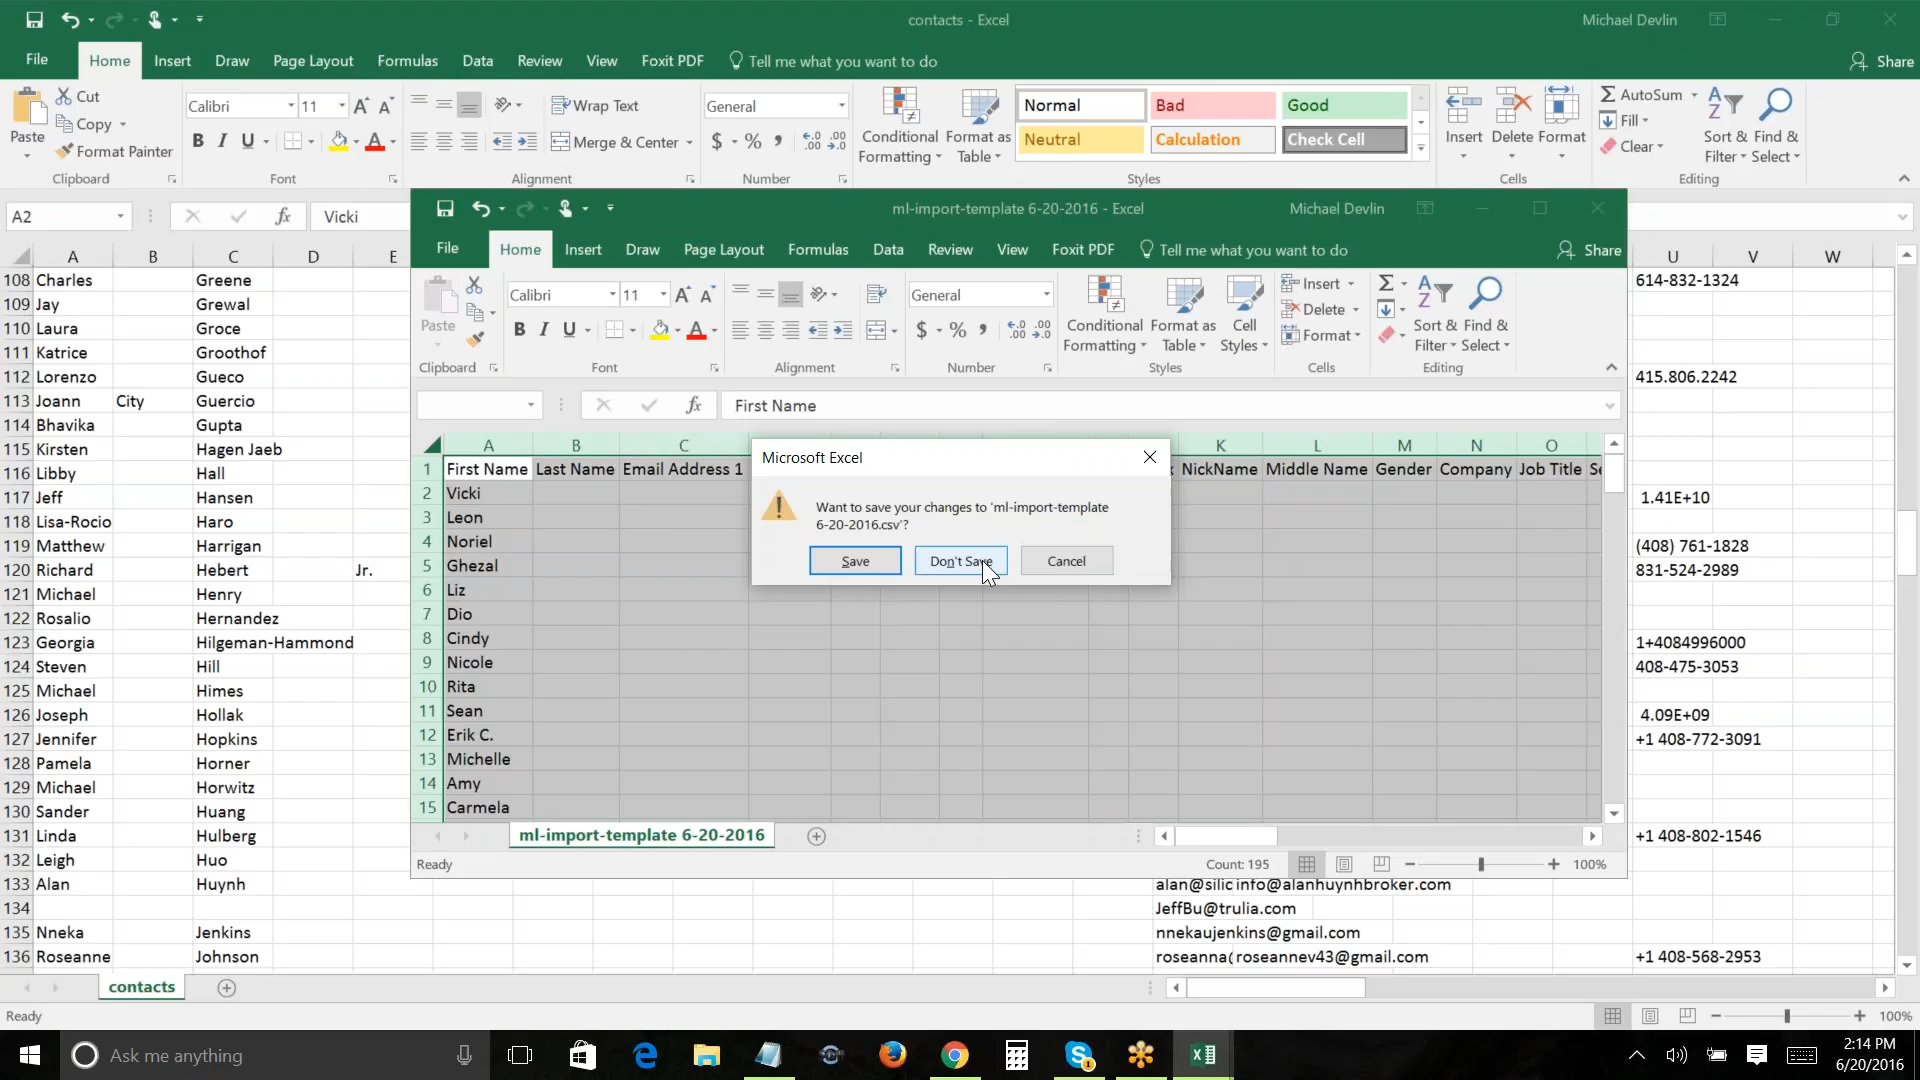 contacts - Excel
Michael Devlin
File Home Insert Draw Page Layout Formulas Data Review View Foxit PDF Tell me what you want to do
Share
Paste
Cut
Copy
Format Painter
Clipboard
Calibri 11
B I U
Font
Wrap Text
Merge & Center
Alignment
General
$ % ,
Number
Conditional Formatting
Format as Table
Normal Bad Good
Neutral Calculation Check Cell
Styles
Insert Delete Format
Cells
AutoSum
Fill
Clear
Sort & Filter
Find & Select
Editing
A2
fx
Vicki
A B C D E
U V W
108 Charles Greene 614-832-1324
109 Jay Grewal
110 Laura Groce
111 Katrice Groothof
112 Lorenzo Gueco 415.806.2242
113 Joann City Guercio
114 Bhavika Gupta
115 Kirsten Hagen Jaeb
116 Libby Hall
117 Jeff Hansen 1.41E+10
118 Lisa-Rocio Haro
119 Matthew Harrigan (408) 761-1828
120 Richard Hebert Jr. 831-524-2989
121 Michael Henry
122 Rosalio Hernandez
123 Georgia Hilgeman-Hammond 1+4084996000
124 Steven Hill 408-475-3053
125 Michael Himes
126 Joseph Hollak 4.09E+09
127 Jennifer Hopkins +1 408-772-3091
128 Pamela Horner
129 Michael Horwitz
130 Sander Huang
131 Linda Hulberg +1 408-802-1546
132 Leigh Huo
133 Alan Huynh alan@silic info@alanhuynhbroker.com
134 JeffBu@trulia.com
135 Nneka Jenkins nnekaujenkins@gmail.com
136 Roseanne Johnson roseanna( roseannev43@gmail.com +1 408-568-2953
contacts
Ready
100%
ml-import-template 6-20-2016 - Excel
Michael Devlin
File Home Insert Draw Page Layout Formulas Data Review View Foxit PDF Tell me what you want to do
Share
Paste
Clipboard
Calibri 11
B I U
Font
Alignment
General
$ % ,
Number
Conditional Formatting
Format as Table
Cell Styles
Styles
Insert
Delete
Format
Cells
Sort & Filter
Find & Select
Editing
fx
First Name
A B C K L M N O
1 First Name Last Name Email Address 1 NickName Middle Name Gender Company Job Title
2 Vicki
3 Leon
4 Noriel
5 Ghezal
6 Liz
7 Dio
8 Cindy
9 Nicole
10 Rita
11 Sean
12 Erik C.
13 Michelle
14 Amy
15 Carmela
ml-import-template 6-20-2016
Ready
Count: 195
100%
Microsoft Excel
Want to save your changes to 'ml-import-template
6-20-2016.csv'?
Save Don't Save Cancel
Ask me anything
2:14 PM
6/20/2016